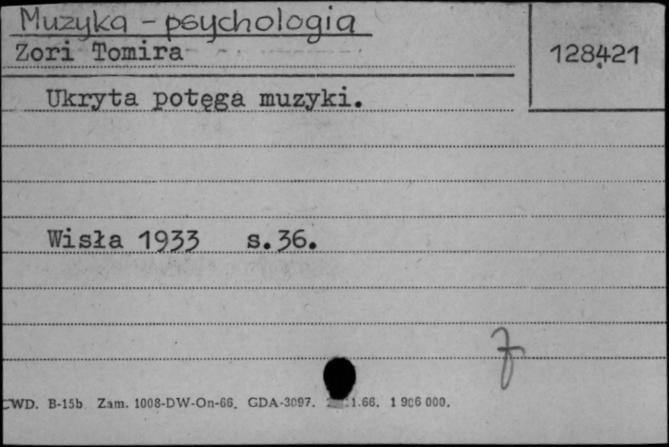 Muzyka - psychologia
Zori Tomira
128421
Ukryta potęga muzyki.
Wisła 1933 s.36.
CWD. B-15b Zam. 1008-DW-On-66. GDA-3097. 1.66. 1 906 000.